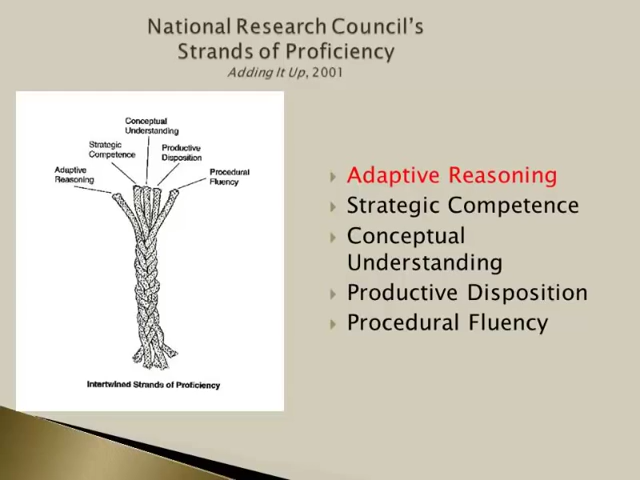 National Research Council's
Strands of Proficiency
Adding It Up, 2001
Conceptual
Understanding
Strategic
Competence
Productive
Disposition
Adaptive
Reasoning
Procedural
Fluency
Intertwined Strands of Proficiency
Adaptive Reasoning
Strategic Competence
Conceptual
Understanding
Productive Disposition
Procedural Fluency